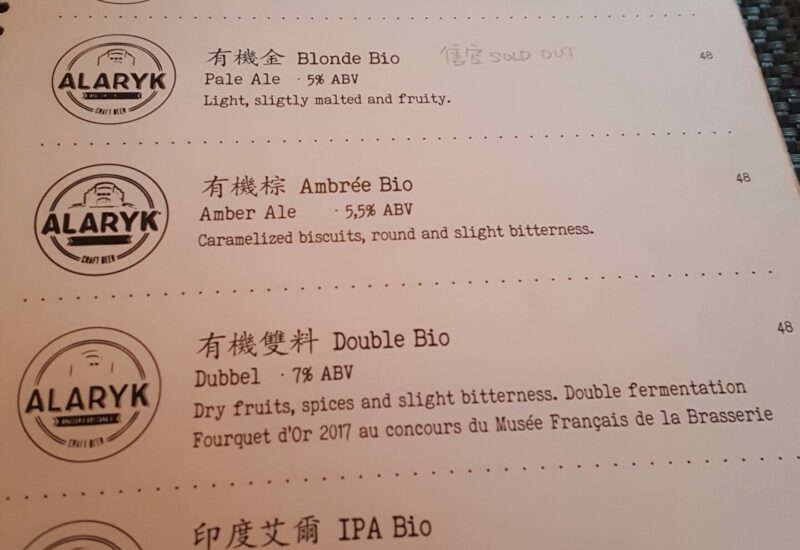 ALARYK
CRAFT BEER
有機金 Blonde Bio SOLD OUT 48
Pale Ale · 5% ABV
Light, sligtly malted and fruity.
ALARYK
CRAFT BEER
有機棕 Ambrée Bio 48
Amber Ale · 5,5% ABV
Caramelized biscuits, round and slight bitterness.
ALARYK
CRAFT BEER
有機雙料 Double Bio 48
Dubbel · 7% ABV
Dry fruits, spices and slight bitterness. Double fermentation
Fourquet d'Or 2017 au concours du Musée Français de la Brasserie
ALARYK
印度艾爾 IPA Bio